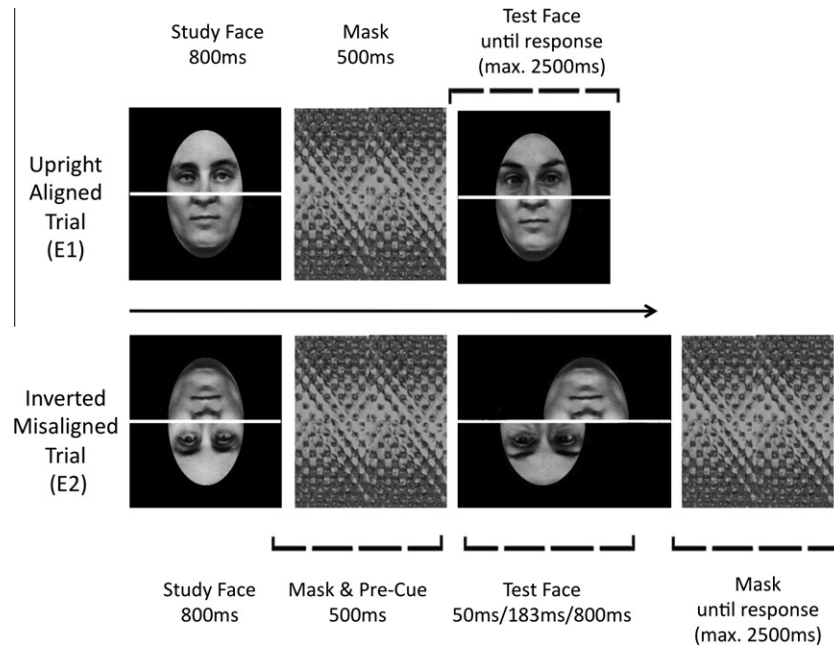 Study Face
800ms
Mask
500ms
Test Face
until response
(max. 2500ms)
Upright
Aligned
Trial
(E1)
Inverted
Misaligned
Trial
(E2)
Study Face
800ms
Mask & Pre-Cue
500ms
Test Face
50ms/183ms/800ms
Mask
until response
(max. 2500ms)